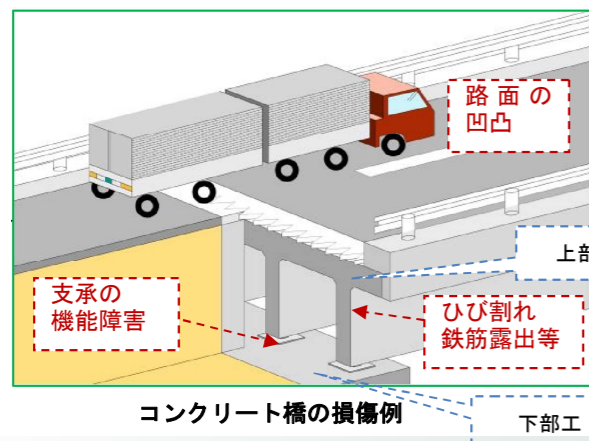 路面の
凹凸
上部
支承の
機能障害
ひび割れ
鉄筋露出等
コンクリート橋の損傷例
下部工